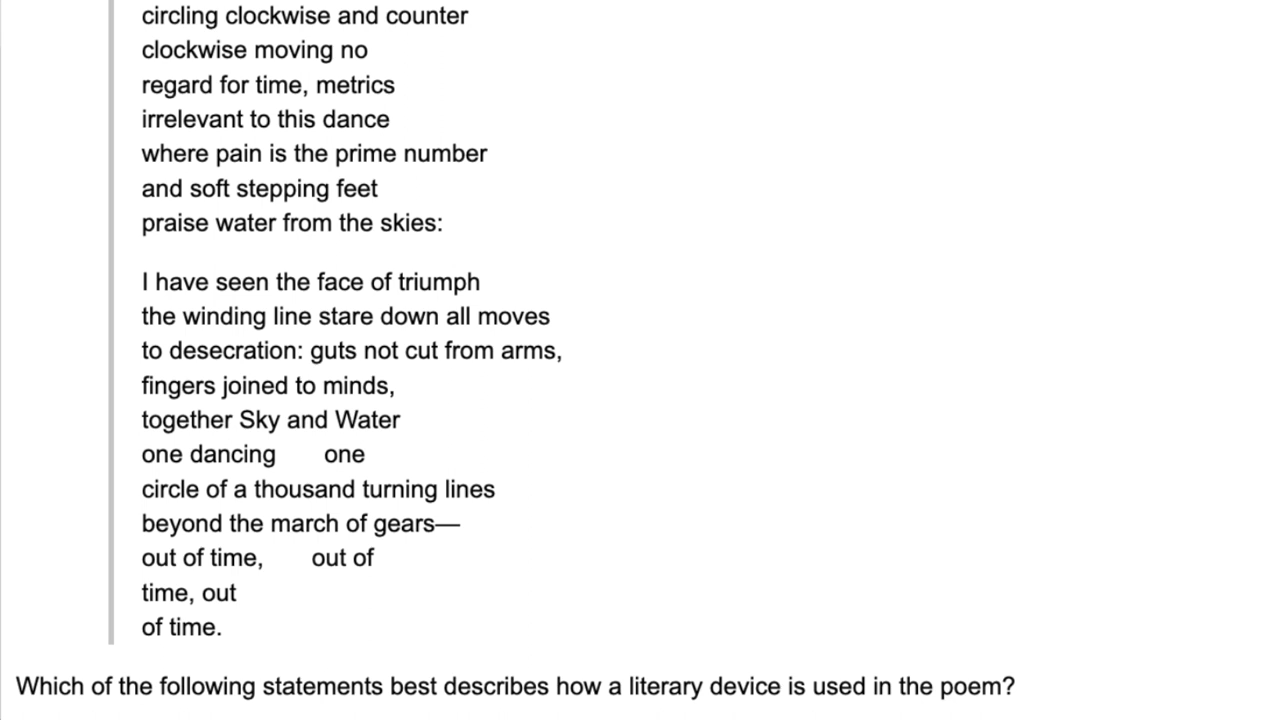 circling clockwise and counter
clockwise moving no
regard for time, metrics
irrelevant to this dance
where pain is the prime number
and soft stepping feet
praise water from the skies:
I have seen the face of triumph
the winding line stare down all moves
to desecration: guts not cut from arms,
fingers joined to minds,
together Sky and Water
one dancing one
circle of a thousand turning lines
beyond the march of gears—
out of time, out of
time, out
of time.
Which of the following statements best describes how a literary device is used in the poem?